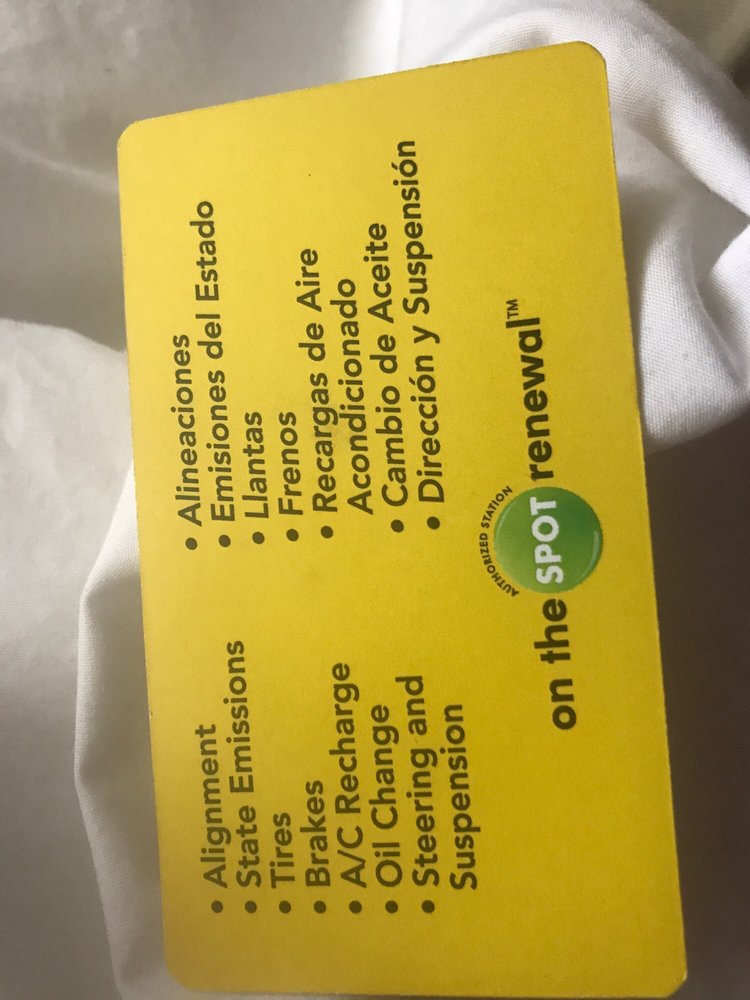 • Alignment
• State Emissions
• Tires
• Brakes
• A/C Recharge
• Oil Change
• Steering and
Suspension
• Alineaciones
• Emisiones del Estado
• Llantas
• Frenos
• Recargas de Aire
Acondicionado
• Cambio de Aceite
• Dirección y Suspensión
AUTHORIZED STATION
on the SPOT renewal™